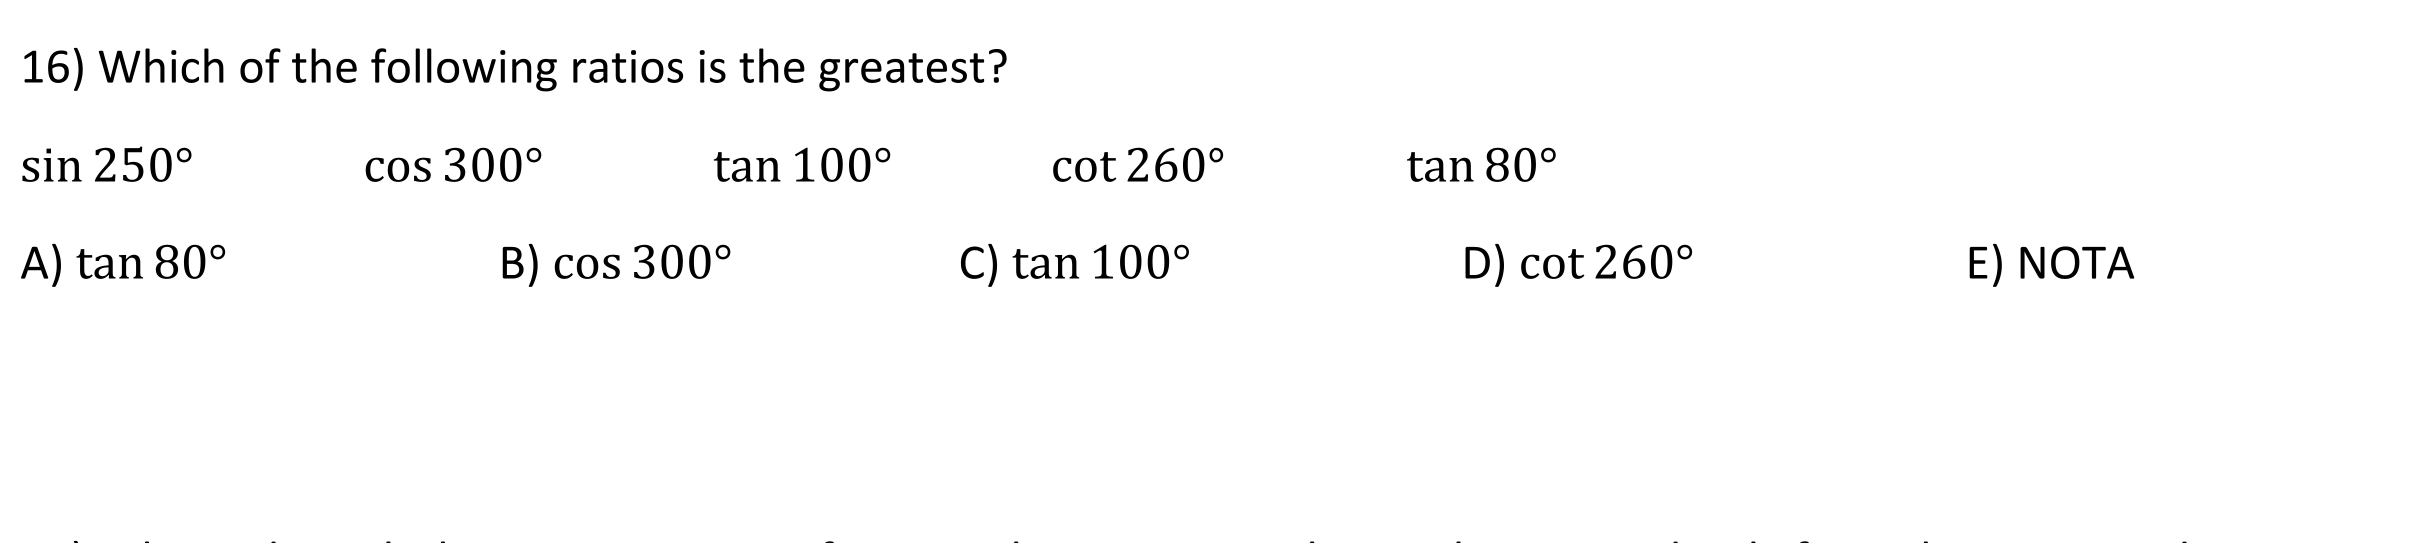 16) Which of the following ratios is the greatest?
sin 250° cos 300° tan 100° cot 260° tan 80°
A) tan 80° B) cos 300° C) tan 100° D) cot 260° E) NOTA